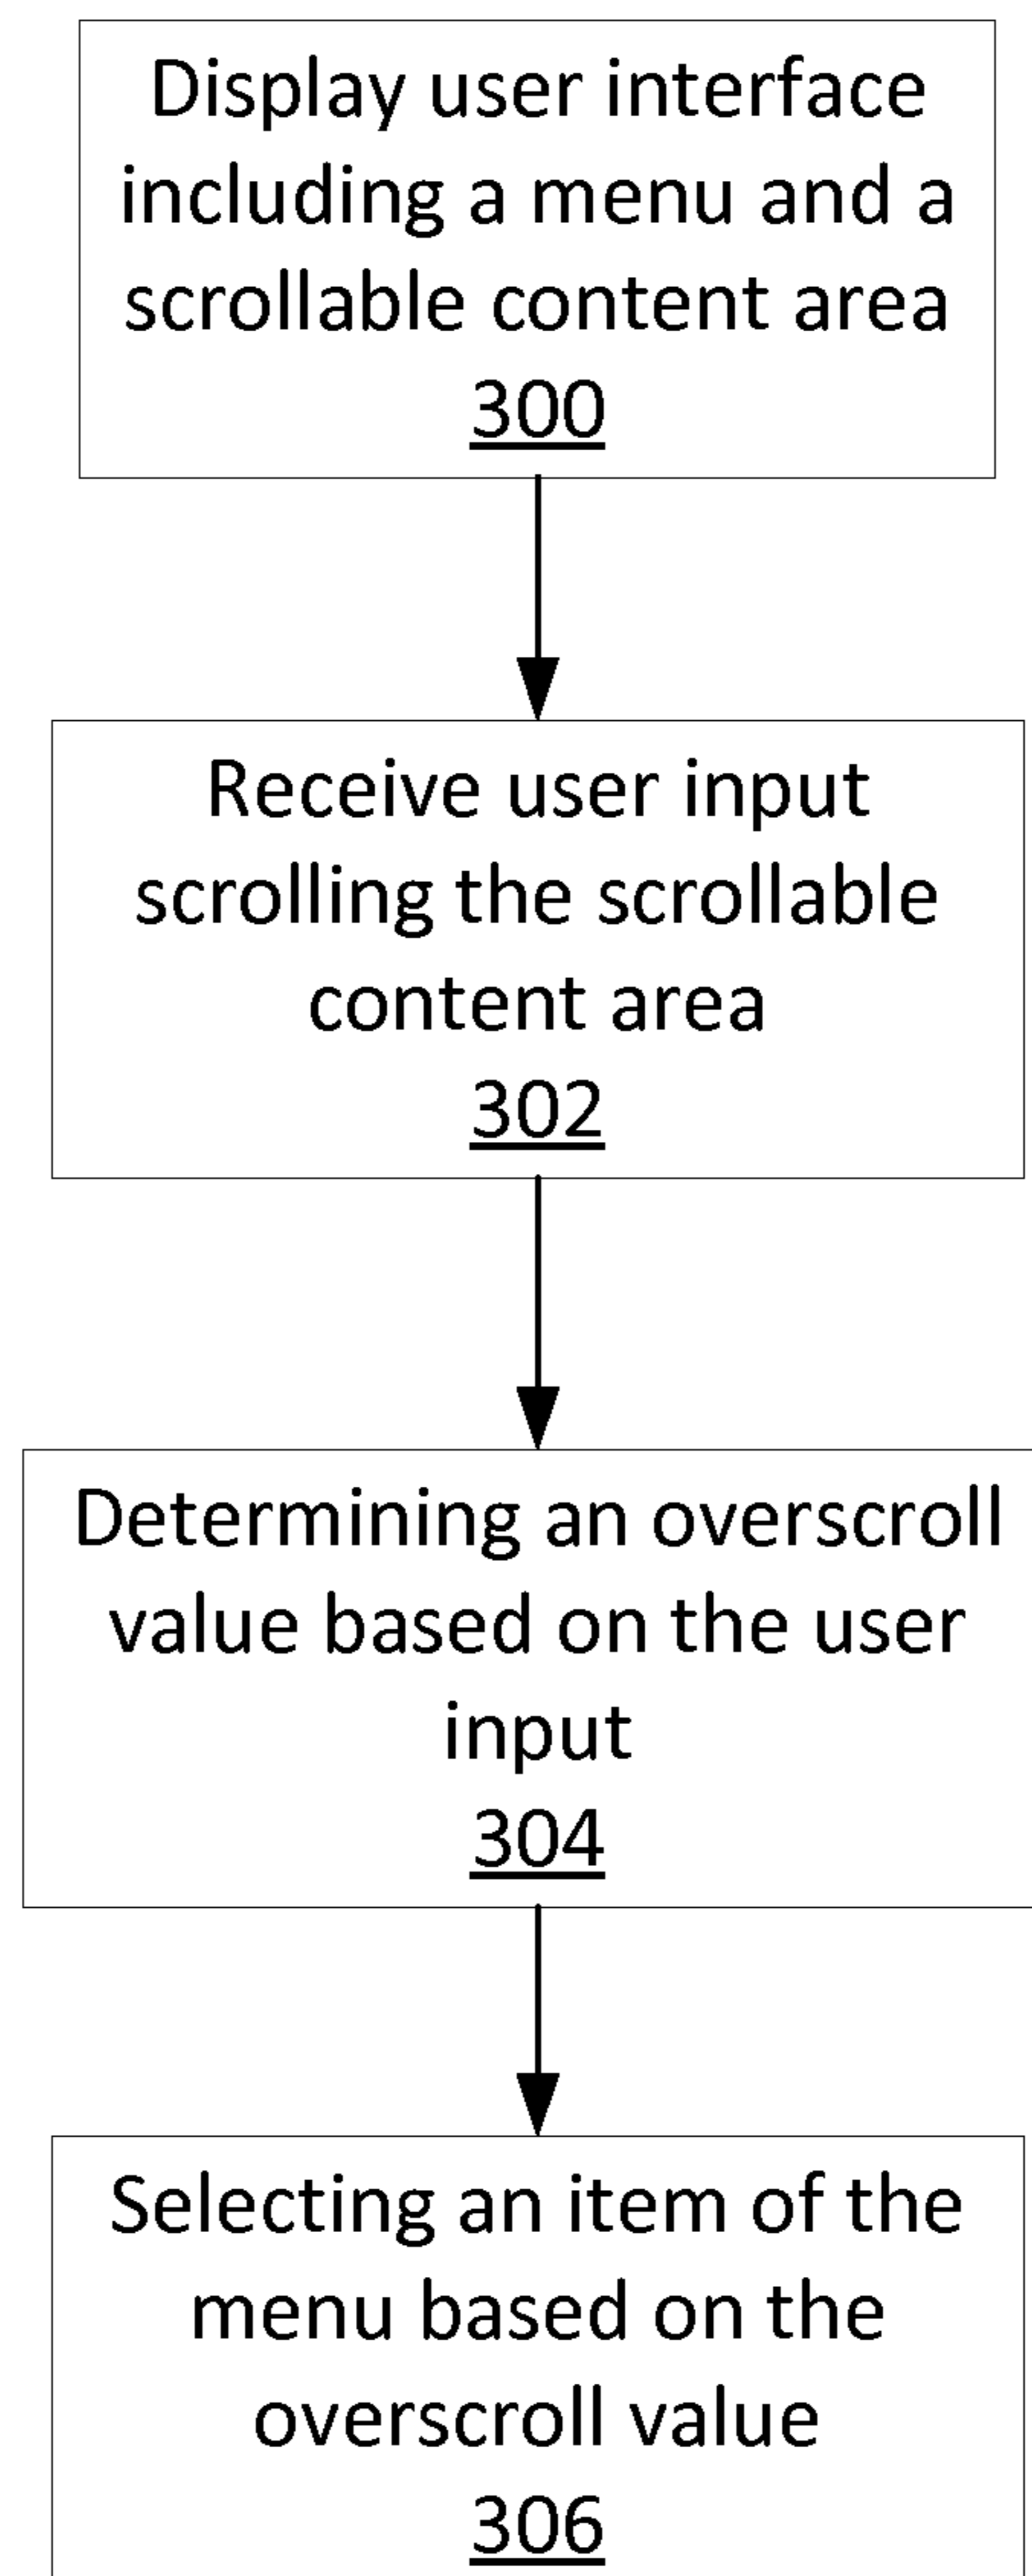 Display user interface
including a menu and a
scrollable content area
300
Receive user input
scrolling the scrollable
content area
302
Determining an overscroll
value based on the user
input
304
Selecting an item of the
menu based on the
overscroll value
306